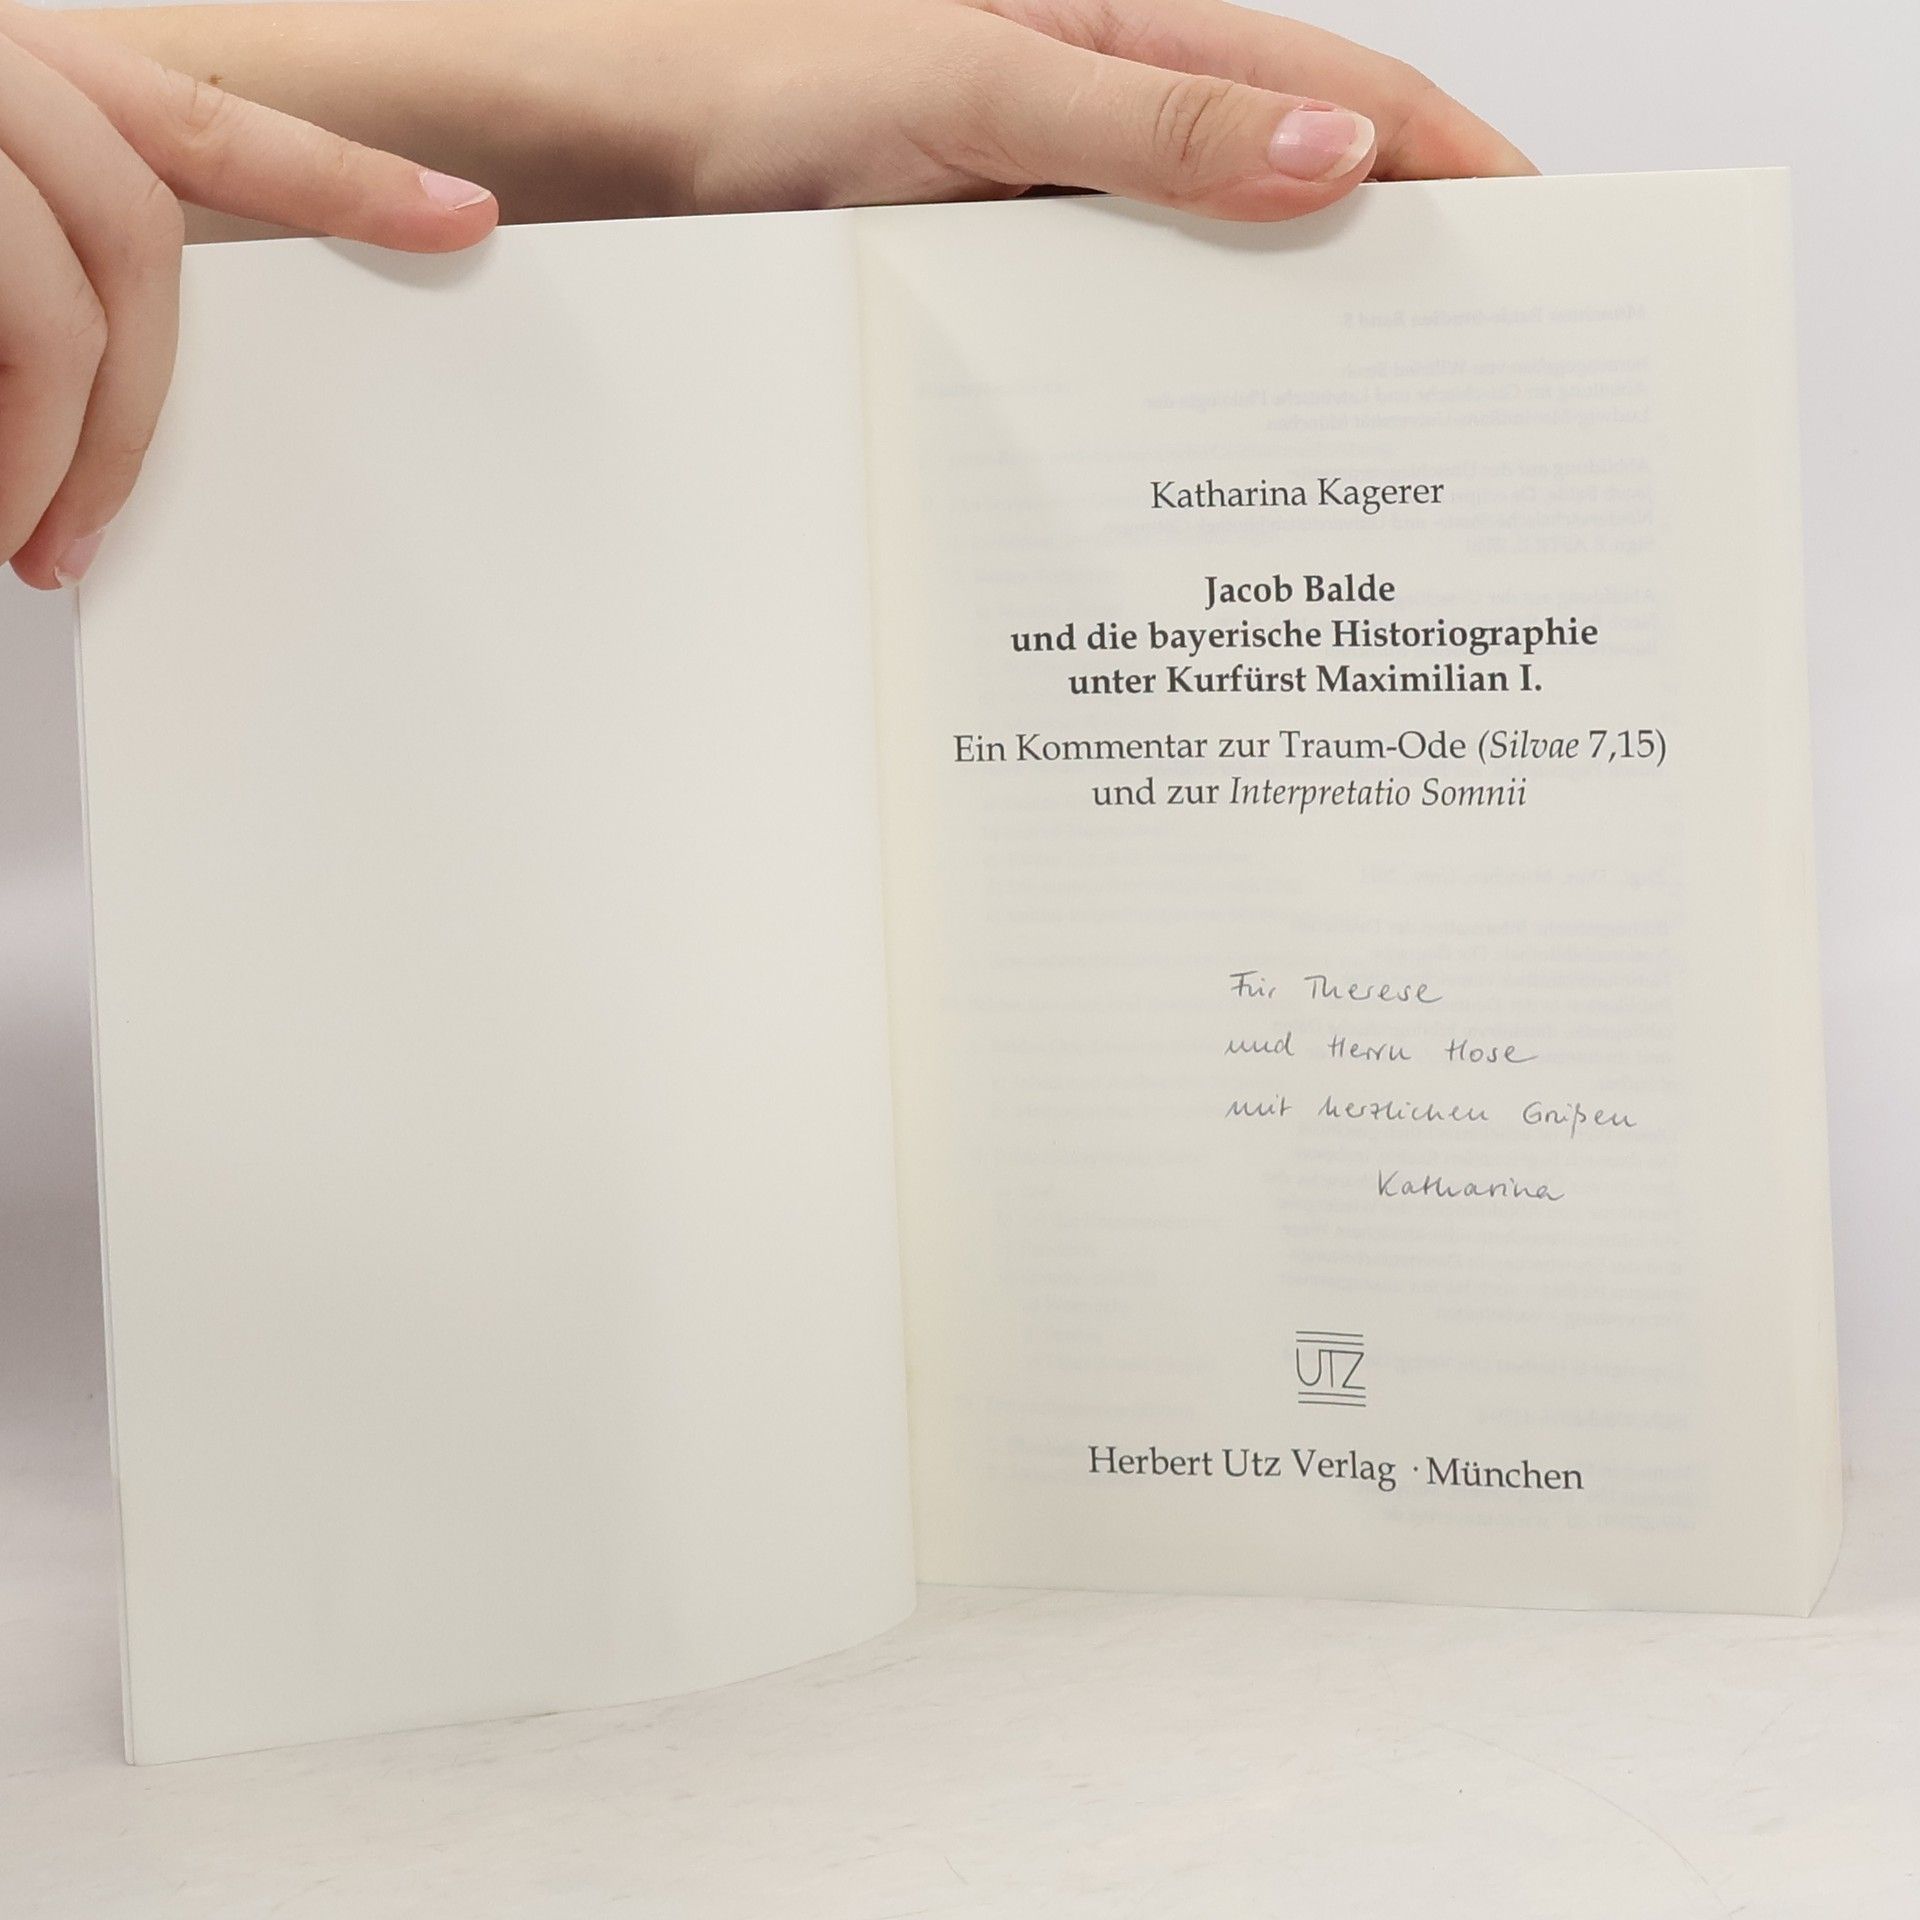 Katharina Kagerer
Jacob Balde
und die bayerische Historiographie
unter Kurfürst Maximilian I.
Ein Kommentar zur Traum-Ode (Silvae 7,15)
und zur Interpretatio Somnii
Für Therese
und Herrn Hose
mit herzlichen Grüßen
Katharina
UTZ
Herbert Utz Verlag · München